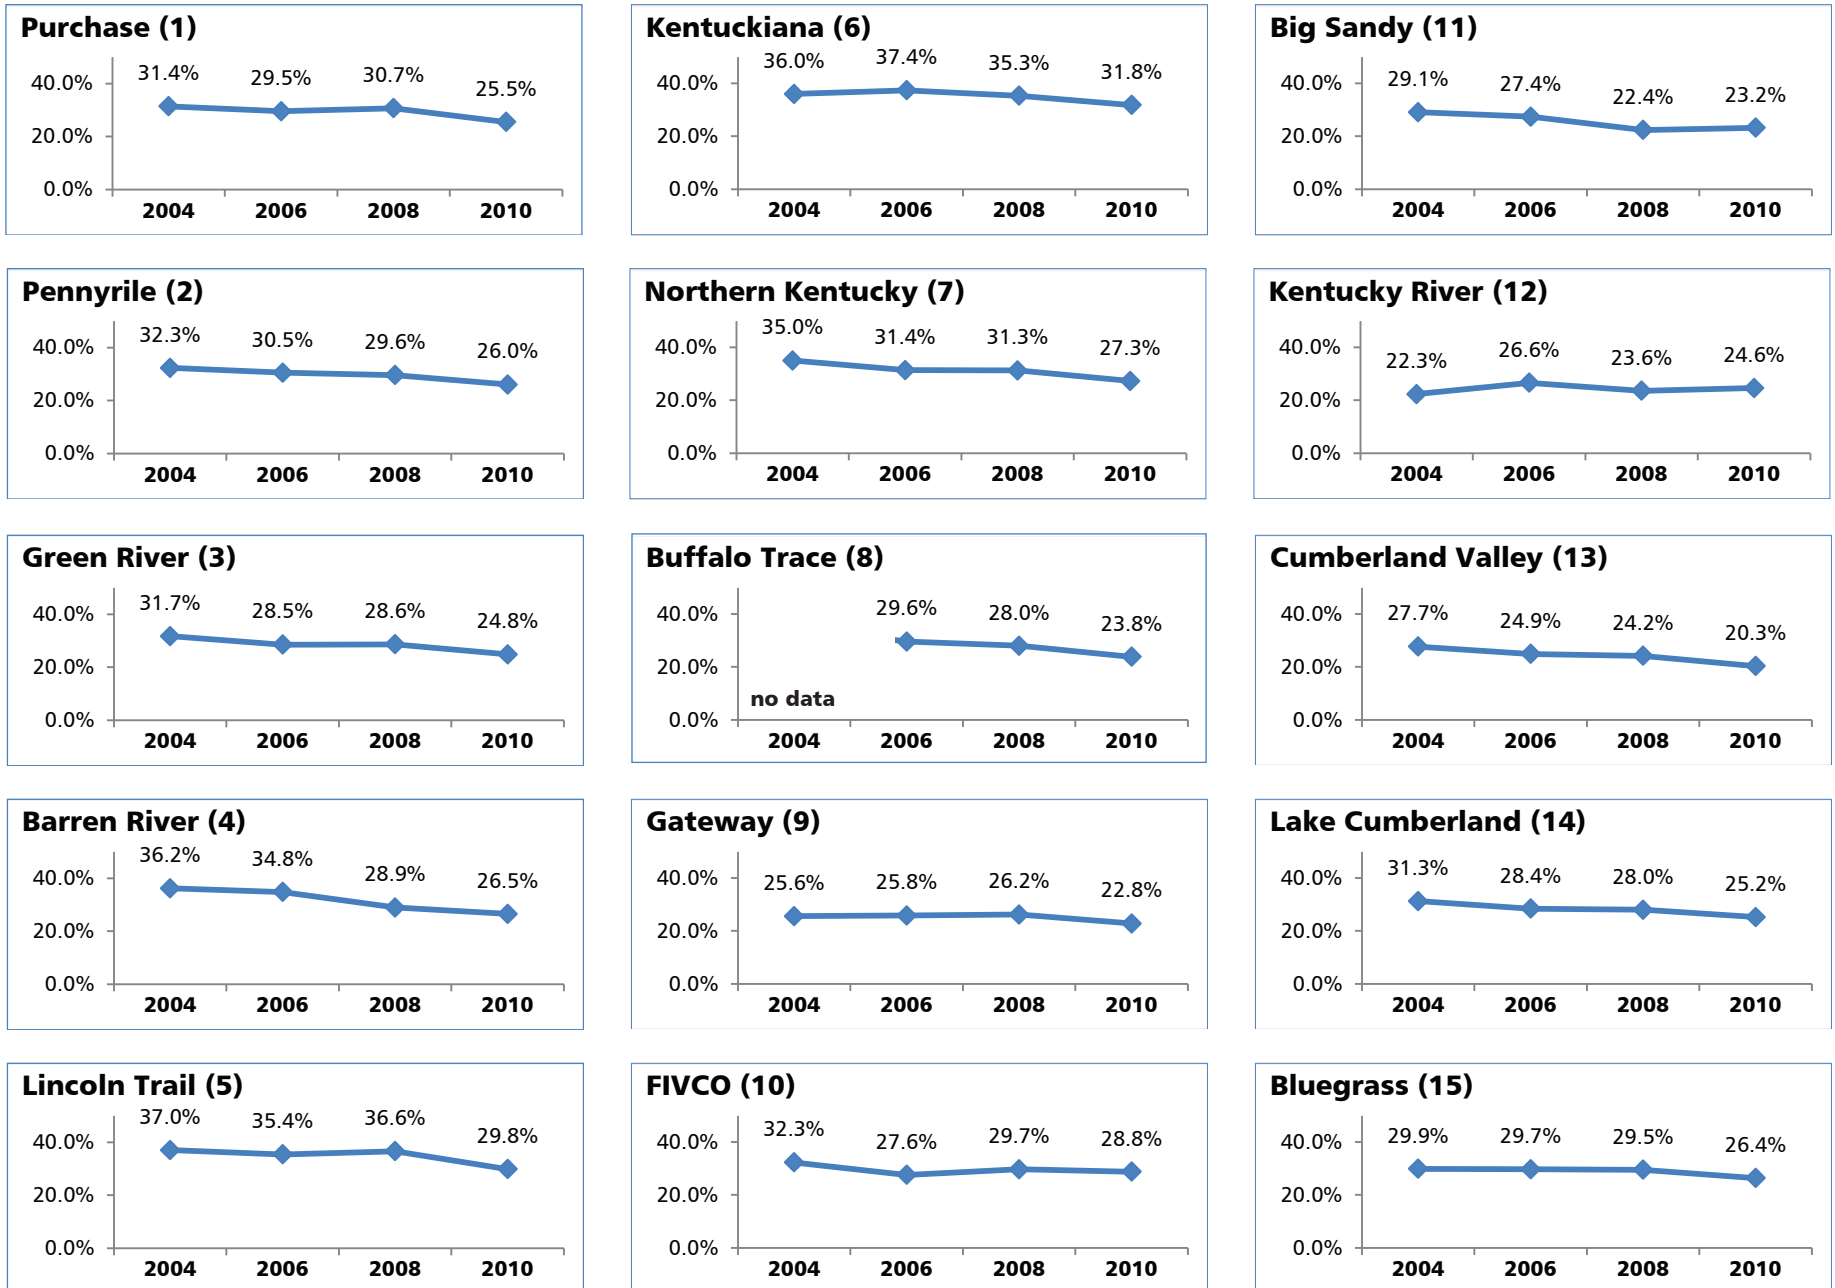 Purchase (1)
31.4% 29.5% 30.7% 25.5%
40.0%
20.0%
0.0%
2004 2006 2008 2010
Kentuckiana (6)
36.0% 37.4% 35.3% 31.8%
40.0%
20.0%
0.0%
2004 2006 2008 2010
Big Sandy (11)
29.1% 27.4% 22.4% 23.2%
40.0%
20.0%
0.0%
2004 2006 2008 2010
Pennyrile (2)
32.3% 30.5% 29.6% 26.0%
40.0%
20.0%
0.0%
2004 2006 2008 2010
Northern Kentucky (7)
35.0% 31.4% 31.3% 27.3%
40.0%
20.0%
0.0%
2004 2006 2008 2010
Kentucky River (12)
22.3% 26.6% 23.6% 24.6%
40.0%
20.0%
0.0%
2004 2006 2008 2010
Green River (3)
31.7% 28.5% 28.6% 24.8%
40.0%
20.0%
0.0%
2004 2006 2008 2010
Buffalo Trace (8)
29.6% 28.0% 23.8%
40.0%
20.0%
no data
0.0%
2004 2006 2008 2010
Cumberland Valley (13)
27.7% 24.9% 24.2% 20.3%
40.0%
20.0%
0.0%
2004 2006 2008 2010
Barren River (4)
36.2% 34.8% 28.9% 26.5%
40.0%
20.0%
0.0%
2004 2006 2008 2010
Gateway (9)
25.6% 25.8% 26.2% 22.8%
40.0%
20.0%
0.0%
2004 2006 2008 2010
Lake Cumberland (14)
31.3% 28.4% 28.0% 25.2%
40.0%
20.0%
0.0%
2004 2006 2008 2010
Lincoln Trail (5)
37.0% 35.4% 36.6% 29.8%
40.0%
20.0%
0.0%
2004 2006 2008 2010
FIVCO (10)
32.3% 27.6% 29.7% 28.8%
40.0%
20.0%
0.0%
2004 2006 2008 2010
Bluegrass (15)
29.9% 29.7% 29.5% 26.4%
40.0%
20.0%
0.0%
2004 2006 2008 2010